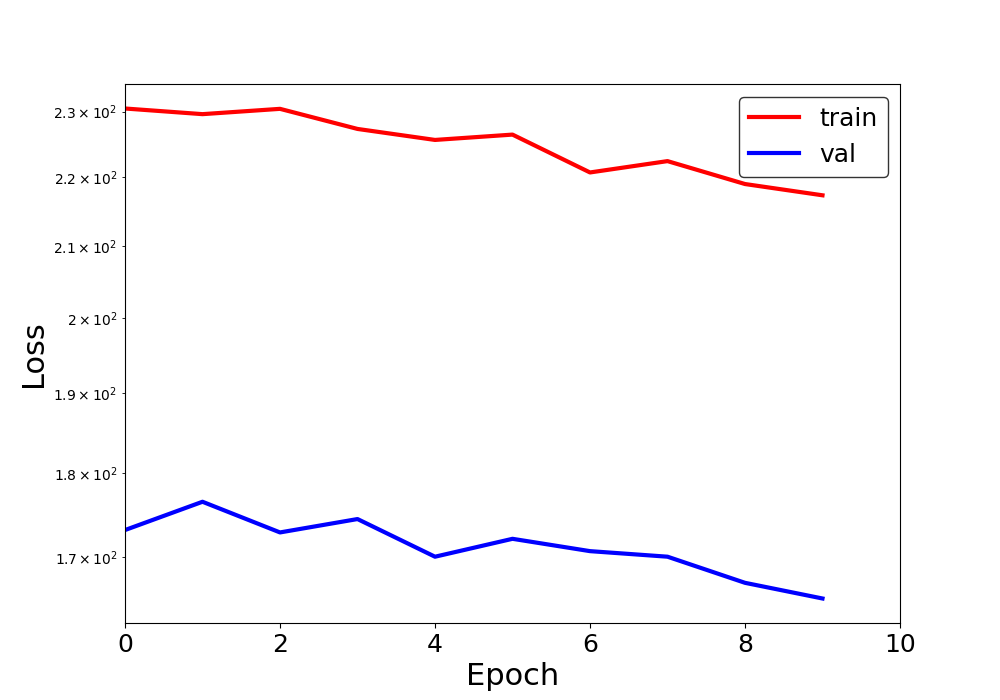 2.3 × 10²
2.2 × 10²
2.1 × 10²
2 × 10²
1.9 × 10²
1.8 × 10²
1.7 × 10²
Loss
train
val
0 2 4 6 8 10
Epoch